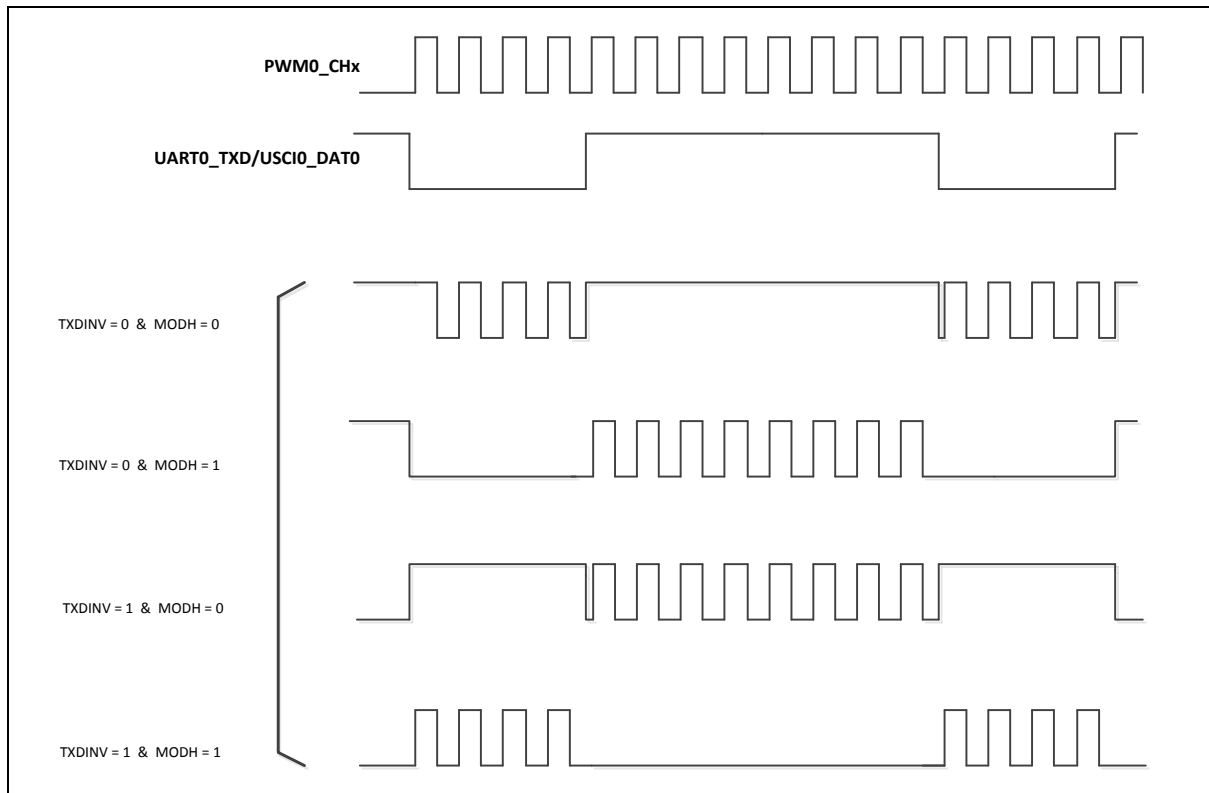 PWM0_CHx
UART0_TXD/USCI0_DAT0
TXDINV = 0 & MODH = 0
TXDINV = 0 & MODH = 1
TXDINV = 1 & MODH = 0
TXDINV = 1 & MODH = 1